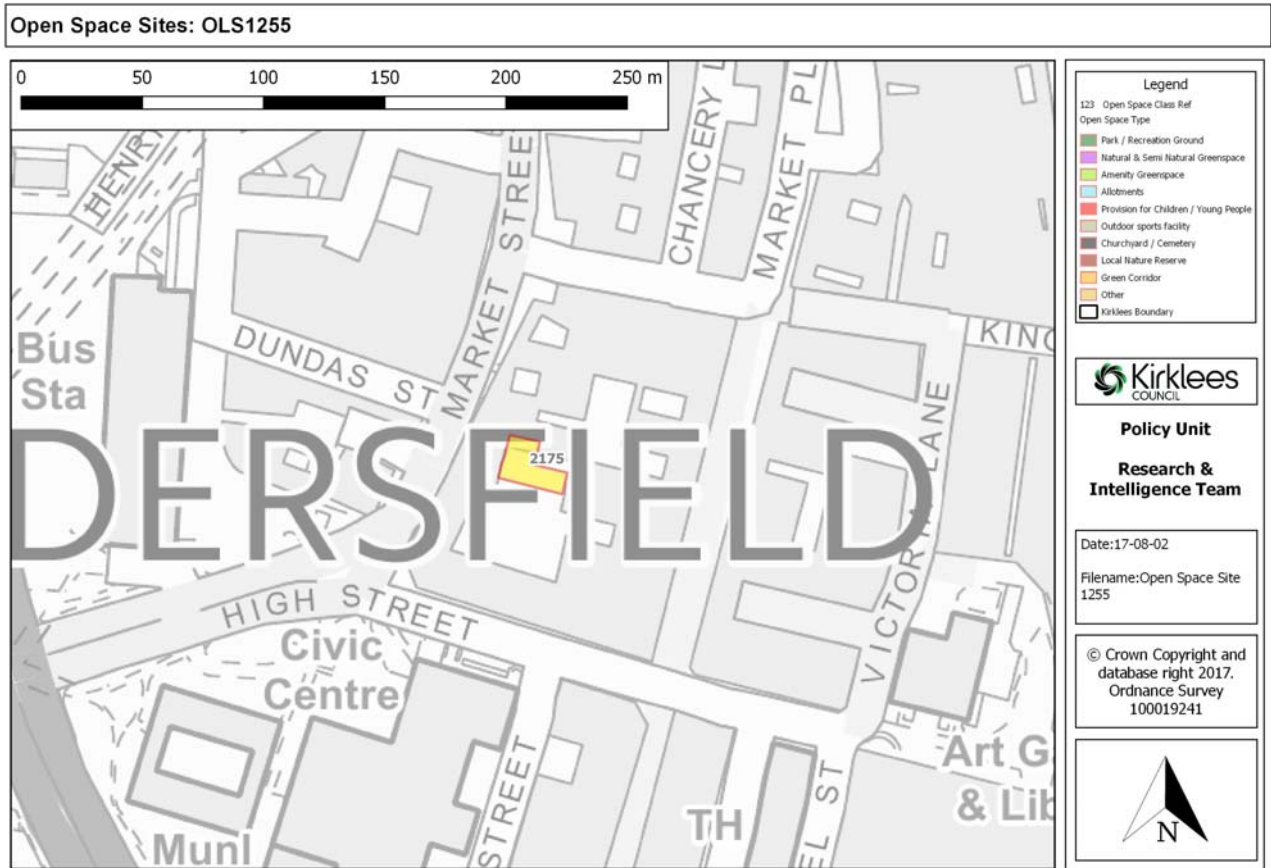 Open Space Sites: OLS1255
0 50 100 150 200 250 m
HENRY
MARKET STREET
CHANCERY L
MARKET PL
KING
Bus
Sta
DUNDAS ST
VICTORIA LANE
2175
DERSFIELD
HIGH STREET
Civic
Centre
STREET
Munl
TH
EL ST
Art G
& Lib
Legend
123 Open Space Class Ref
Open Space Type
Park / Recreation Ground
Natural & Semi Natural Greenspace
Amenity Greenspace
Allotments
Provision for Children / Young People
Outdoor sports facility
Churchyard / Cemetery
Local Nature Reserve
Green Corridor
Other
Kirklees Boundary
Kirklees
COUNCIL
Policy Unit
Research &
Intelligence Team
Date:17-08-02
Filename:Open Space Site
1255
© Crown Copyright and
database right 2017.
Ordnance Survey
100019241
N